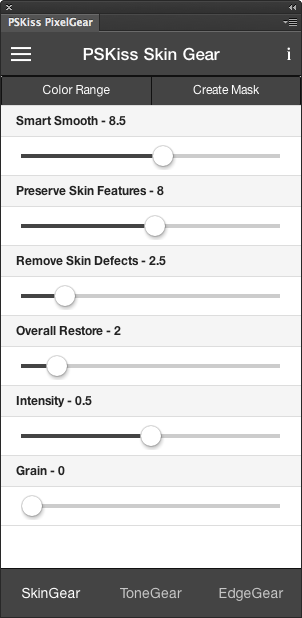 PSKiss PixelGear
PSKiss Skin Gear
i
Color Range
Create Mask
Smart Smooth - 8.5
Preserve Skin Features - 8
Remove Skin Defects - 2.5
Overall Restore - 2
Intensity - 0.5
Grain - 0
SkinGear
ToneGear
EdgeGear